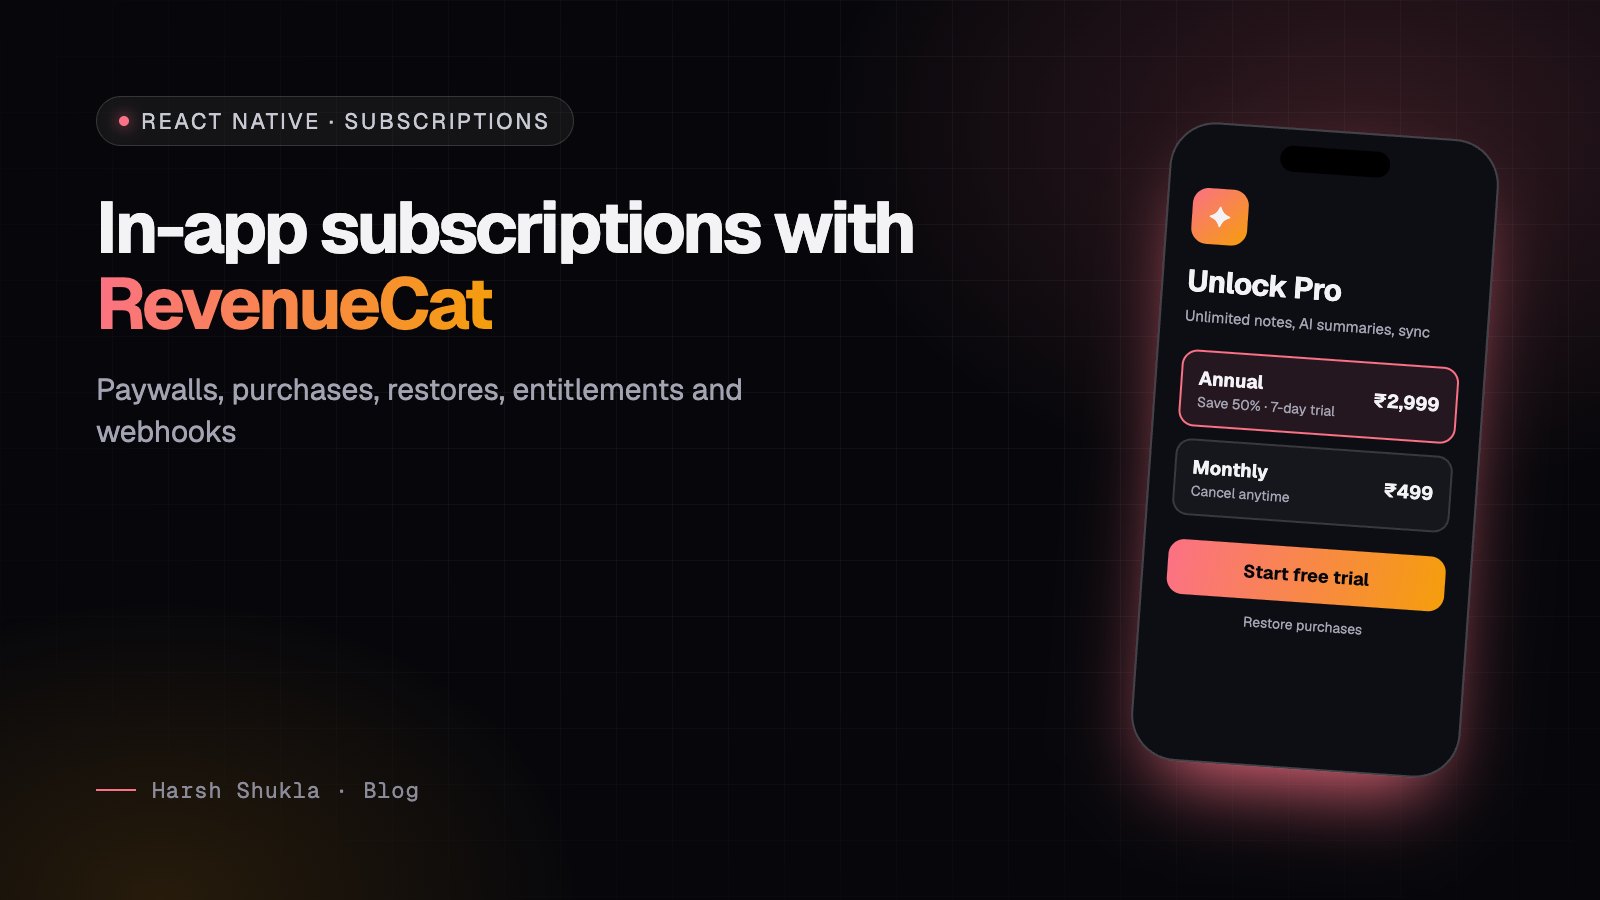 REACT NATIVE · SUBSCRIPTIONS
In-app subscriptions with
RevenueCat
Paywalls, purchases, restores, entitlements and
webhooks
Harsh Shukla · Blog
Unlock Pro
Unlimited notes, AI summaries, sync
Annual
Save 50% · 7-day trial
₹2,999
Monthly
Cancel anytime
₹499
Start free trial
Restore purchases